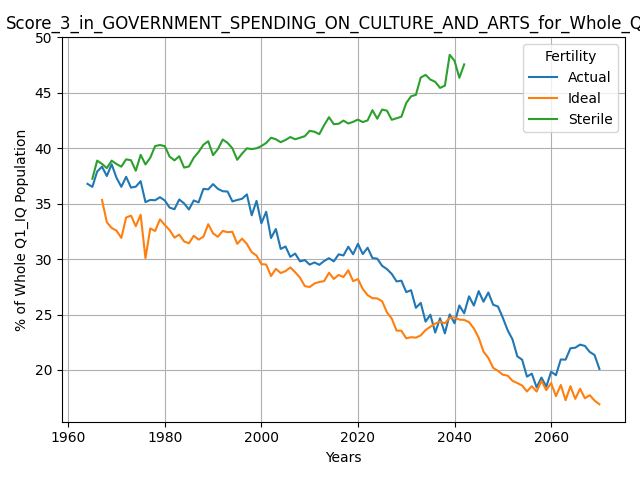 Score_3_in_GOVERNMENT_SPENDING_ON_CULTURE_AND_ARTS_for_Whole_Q
Fertility
Actual
Ideal
Sterile
% of Whole Q1_IQ Population
50
45
40
35
30
25
20
1960 1980 2000 2020 2040 2060
Years